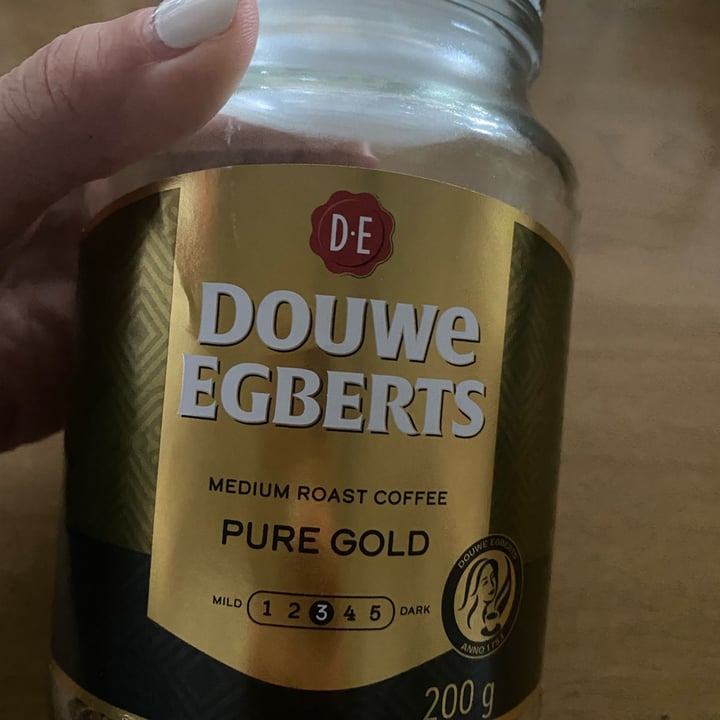 D·E
DOUWe
EGBERTS
MEDIUM ROAST COFFEE
PURE GOLD
MILD 1 2 3 4 5 DARK
DOUWE EGBERTS
ANNO 1753
200 g